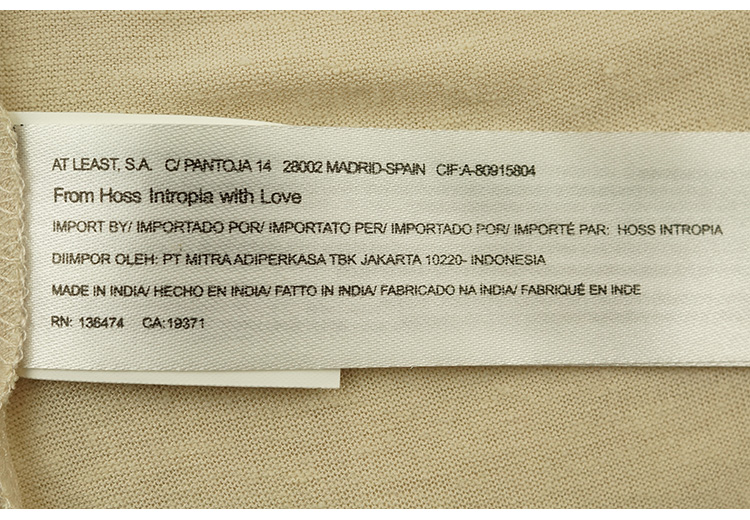 AT LEAST, S.A. C/ PANTOJA 14 28002 MADRID-SPAIN CIF:A-80915804
From Hoss Intropia with Love
IMPORT BY/ IMPORTADO POR/ IMPORTATO PER/ IMPORTADO POR/ IMPORTÉ PAR: HOSS INTROPIA
DIIMPOR OLEH: PT MITRA ADIPERKASA TBK JAKARTA 10220- INDONESIA
MADE IN INDIA/ HECHO EN INDIA/ FATTO IN INDIA/ FABRICADO NA INDIA/ FABRIQUÉ EN INDE
RN: 136474 CA:19371